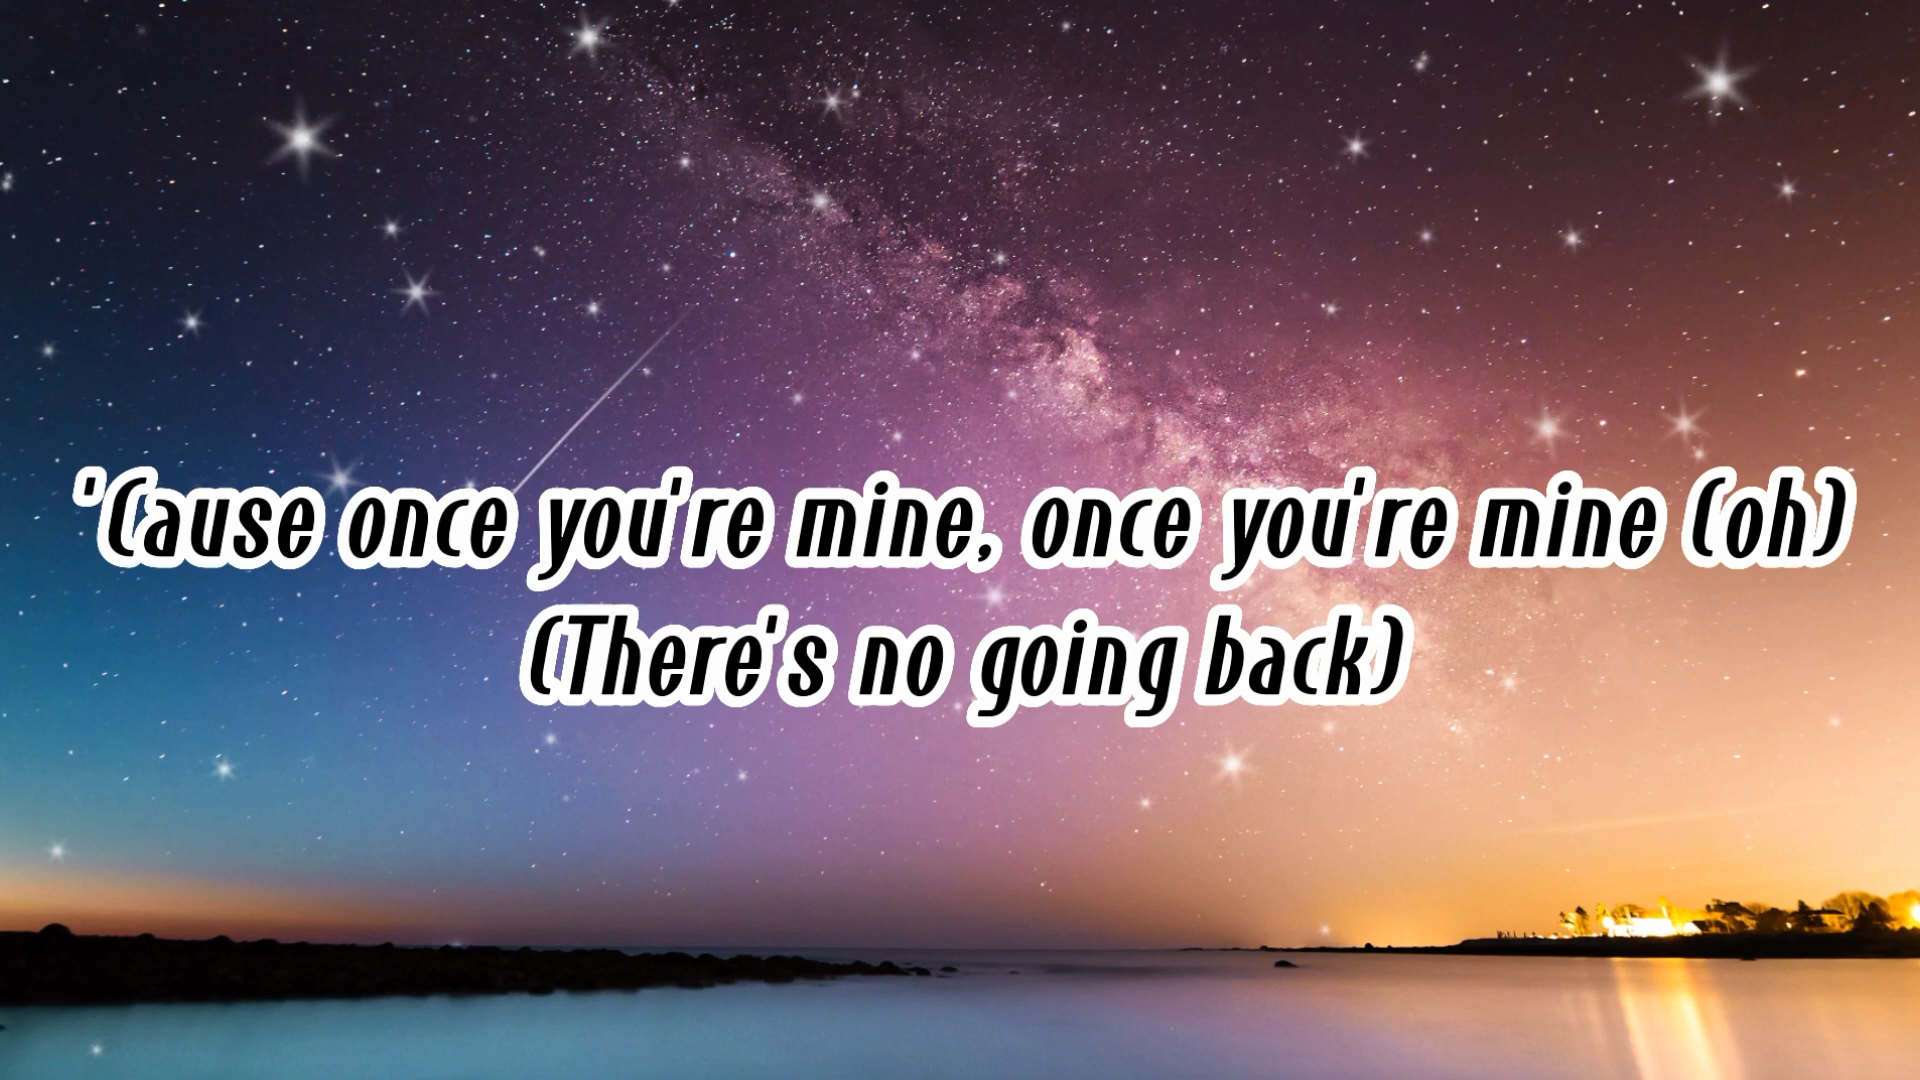 'Cause once you're mine, once you're mine (oh)
(There's no going back)